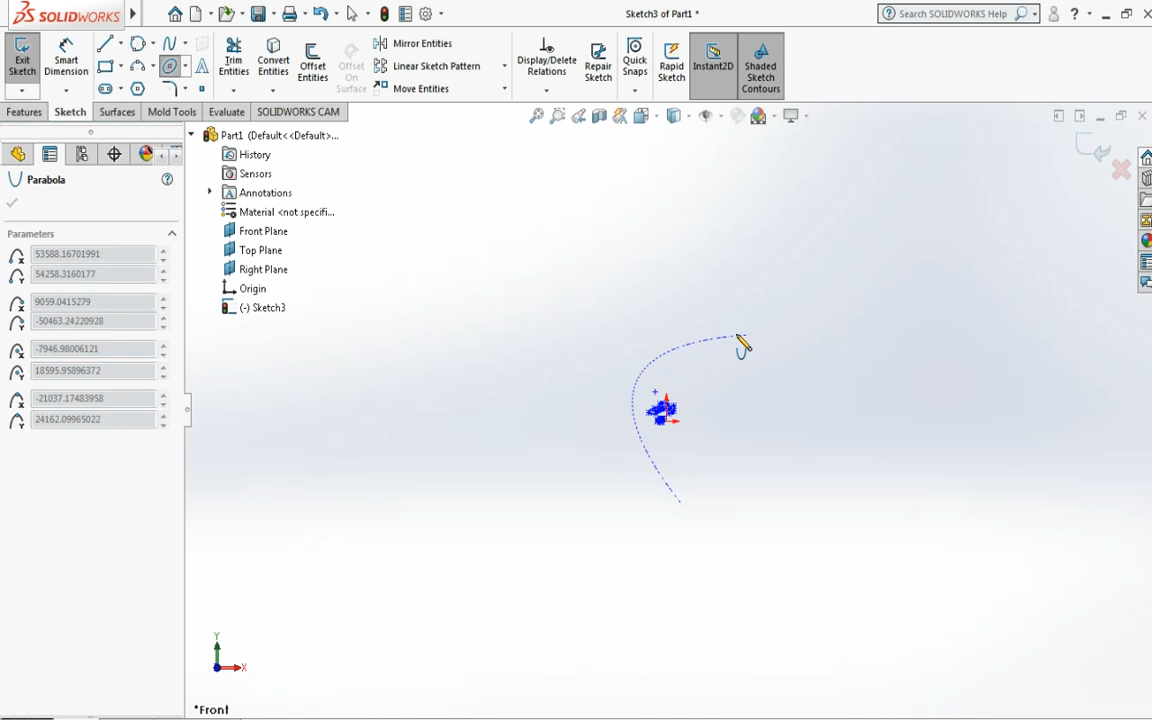 SOLIDWORKS
Sketch3 of Part1 *
Search SOLIDWORKS Help
?
Exit Sketch
Smart Dimension
Trim Entities
Convert Entities
Offset Entities
Offset On Surface
Mirror Entities
Linear Sketch Pattern
Move Entities
Display/Delete Relations
Repair Sketch
Quick Snaps
Rapid Sketch
Instant2D
Shaded Sketch Contours
Features
Sketch
Surfaces
Mold Tools
Evaluate
SOLIDWORKS CAM
Part1 (Default<<Default>...
History
Sensors
Annotations
Material <not specifi...
Front Plane
Top Plane
Right Plane
Origin
(-) Sketch3
Parabola
?
Parameters
53588.16701991
54258.3160177
9059.0415279
-50463.24220928
-7946.98006121
18595.95896372
-21037.17483958
24162.09965022
Y
X
*Front